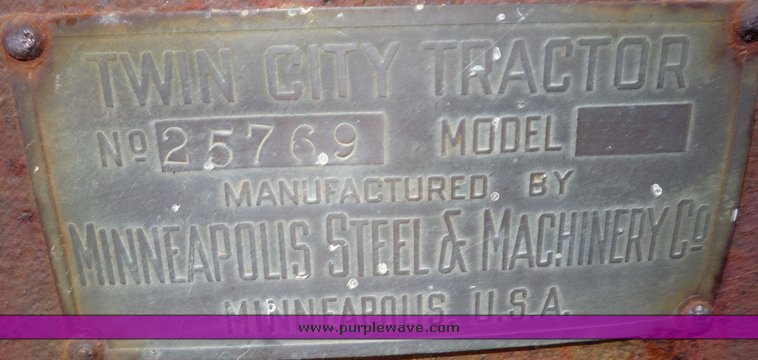 TWIN CITY TRACTOR
Nº 25769 MODEL
MANUFACTURED BY
MINNEAPOLIS STEEL & MACHINERY Cº
MINNEAPOLIS, U.S.A.
www.purplewave.com